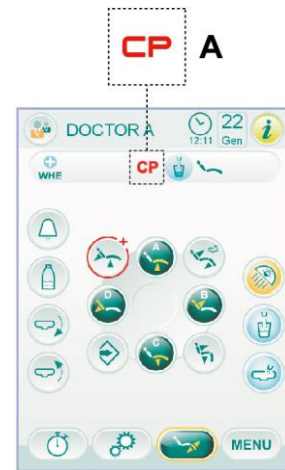 CP A
DOCTOR A 12:11 22 Gen i
WHE CP
A
D B
C
MENU